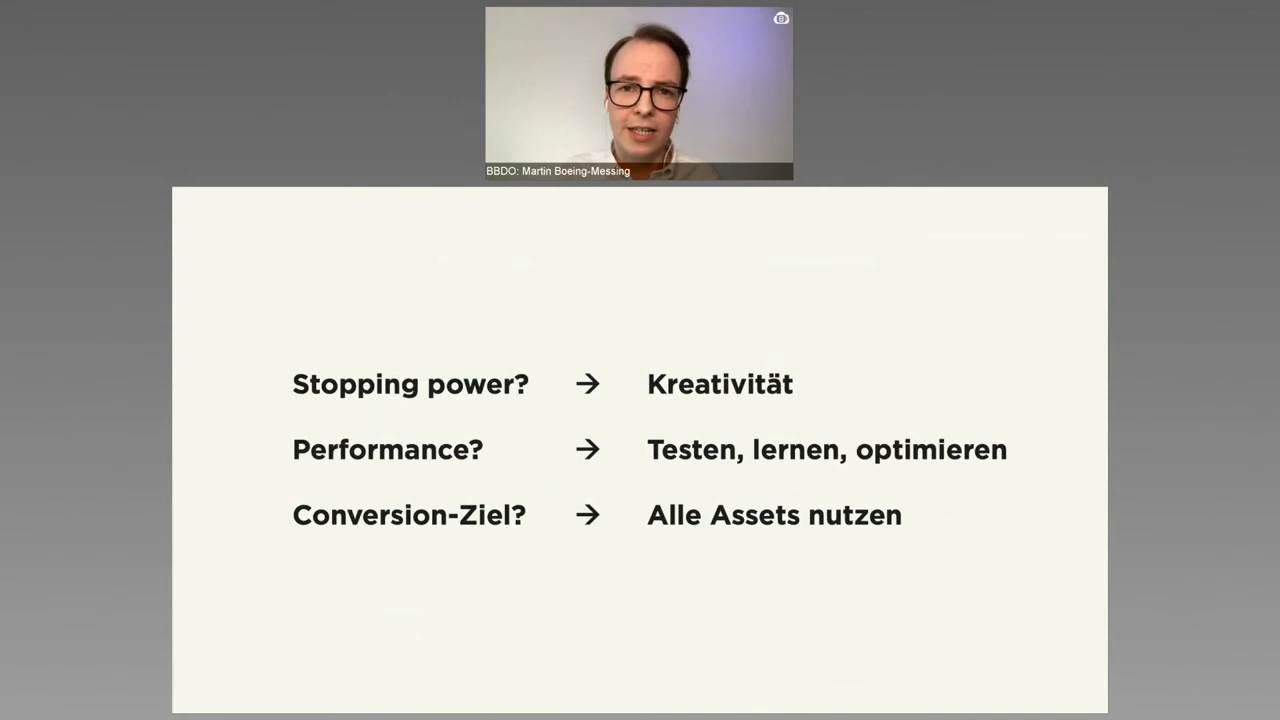 BBDO: Martin Boeing-Messing
Stopping power? → Kreativität
Performance? → Testen, lernen, optimieren
Conversion-Ziel? → Alle Assets nutzen